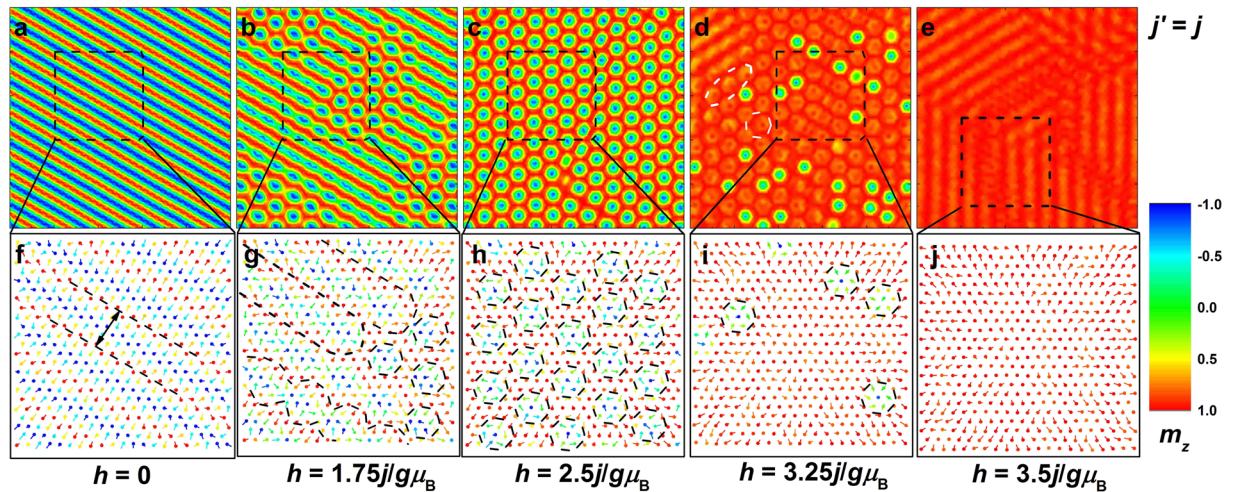 a b c d e j′ = j
-1.0
-0.5
0.0
0.5
1.0
m_z
f g h i j
h = 0 h = 1.75j/gμ_B h = 2.5j/gμ_B h = 3.25j/gμ_B h = 3.5j/gμ_B